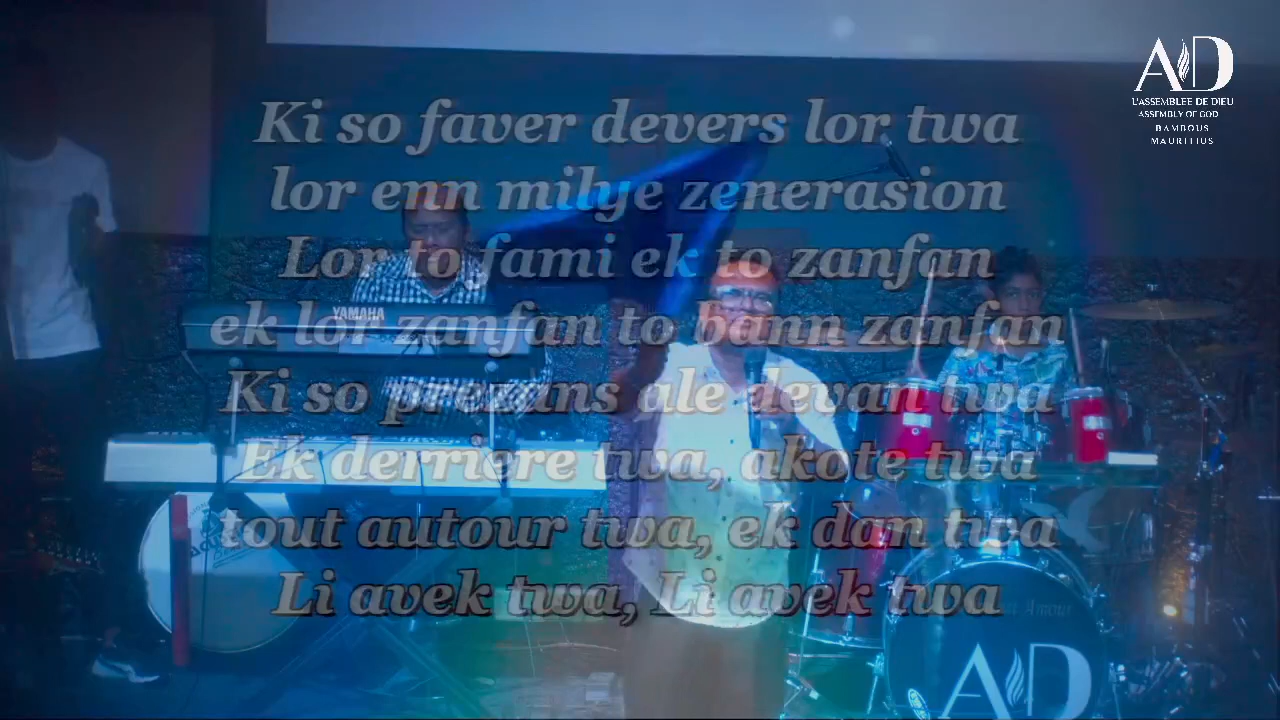 Ki so faver devers lor twa
lor enn milye zenerasion
Lor to fami ek to zanfan
ek lor zanfan to bann zanfan
Ki so prezans ale devan twa
Ek derriere twa, akote twa
tout autour twa, ek dan twa
Li avek twa, Li avek twa
AD
L'ASSEMBLEE DE DIEU
ASSEMBLY OF GOD
BAMBOUS
MAURITIUS
YAMAHA
Amour
AD